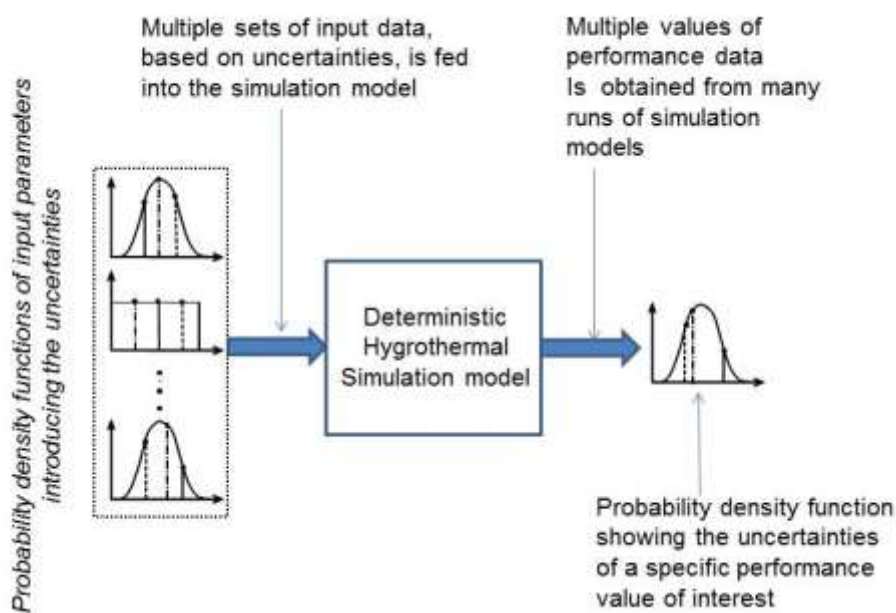 Probability density functions of input parameters
introducing the uncertainties
Multiple sets of input data,
based on uncertainties, is fed
into the simulation model
Multiple values of
performance data
Is obtained from many
runs of simulation
models
Deterministic
Hygrothermal
Simulation model
Probability density function
showing the uncertainties
of a specific performance
value of interest